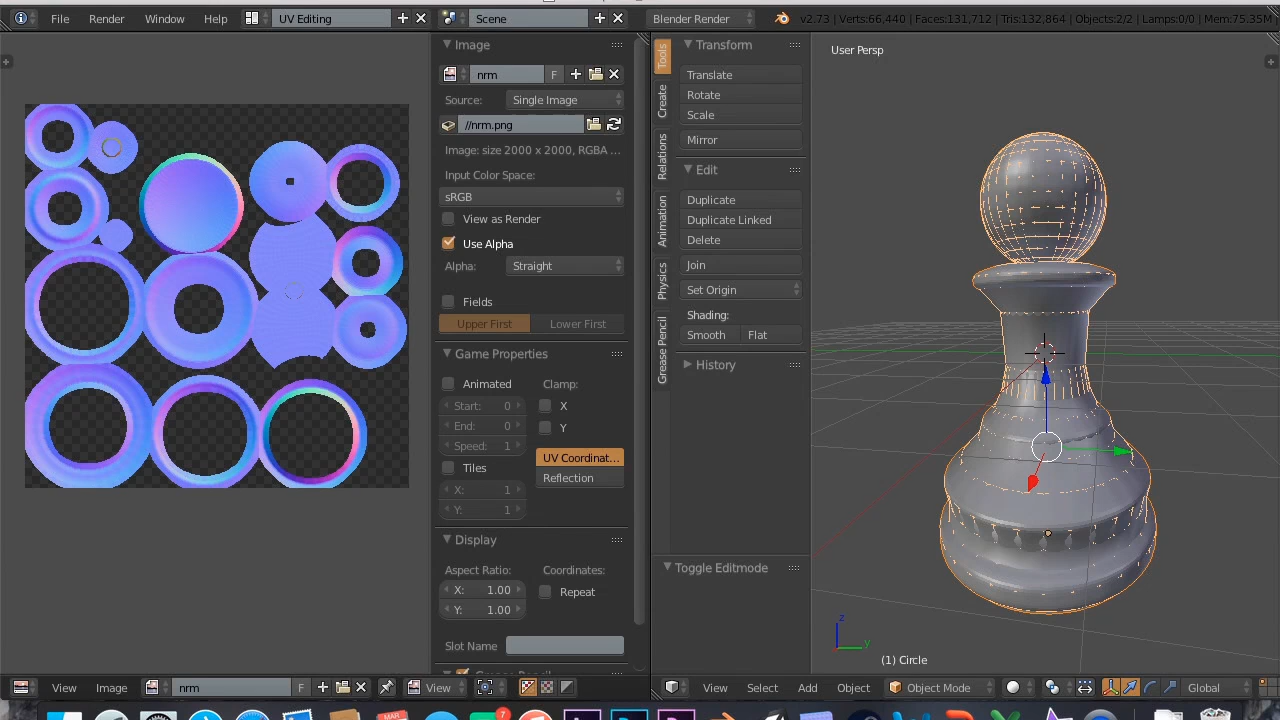 File Render Window Help UV Editing Scene Blender Render v2.73 | Verts:66,440 | Faces:131,712 | Tris:132,864 | Objects:2/2 | Lamps:0/0 | Mem:75.35M
Image
nrm F
Source: Single Image
//nrm.png
Image: size 2000 x 2000, RGBA ...
Input Color Space:
sRGB
View as Render
Use Alpha
Alpha: Straight
Fields
Upper First Lower First
Game Properties
Animated Clamp:
Start: 0 X
End: 0 Y
Speed: 1
UV Coordinat...
Tiles
Reflection
X: 1
Y: 1
Display
Aspect Ratio: Coordinates:
X: 1.00 Repeat
Y: 1.00
Slot Name
Tools
Create
Relations
Animation
Physics
Grease Pencil
Transform
Translate
Rotate
Scale
Mirror
Edit
Duplicate
Duplicate Linked
Delete
Join
Set Origin
Shading:
Smooth Flat
History
Toggle Editmode
User Persp
z
y
(1) Circle
View Image nrm F View
View Select Add Object Object Mode Global
MAR
7